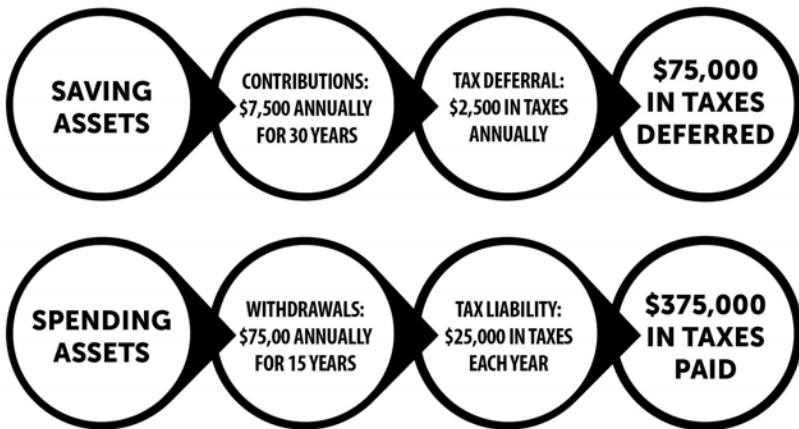 SAVING
ASSETS
CONTRIBUTIONS:
$7,500 ANNUALLY
FOR 30 YEARS
TAX DEFERRAL:
$2,500 IN TAXES
ANNUALLY
$75,000
IN TAXES
DEFERRED
SPENDING
ASSETS
WITHDRAWALS:
$75,00 ANNUALLY
FOR 15 YEARS
TAX LIABILITY:
$25,000 IN TAXES
EACH YEAR
$375,000
IN TAXES
PAID